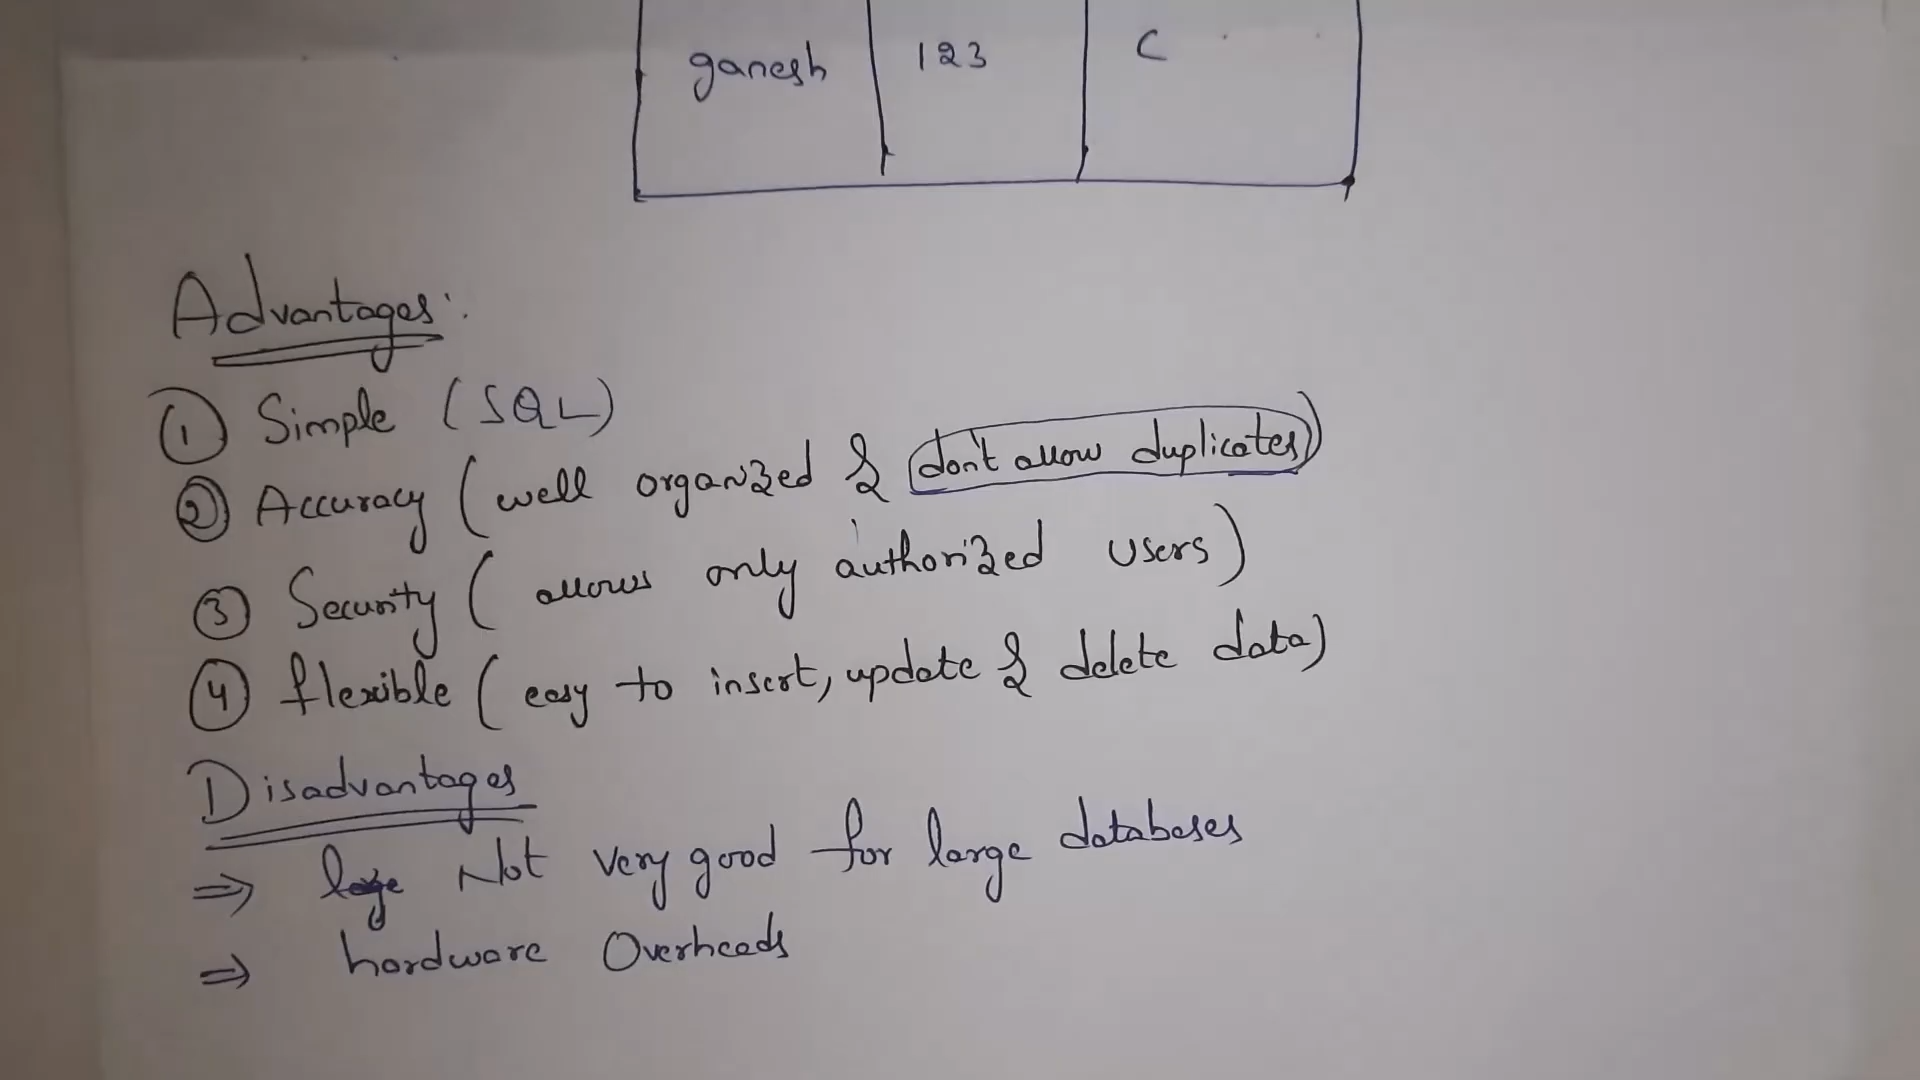 ganesh 123 C
Advantages:
① Simple (SQL)
② Accuracy (well organized & don't allow duplicates)
③ Security (allows only authorized users)
④ flexible (easy to insert, update & delete data)
Disadvantages
⇒ Not very good for large databases
⇒ hardware Overheads